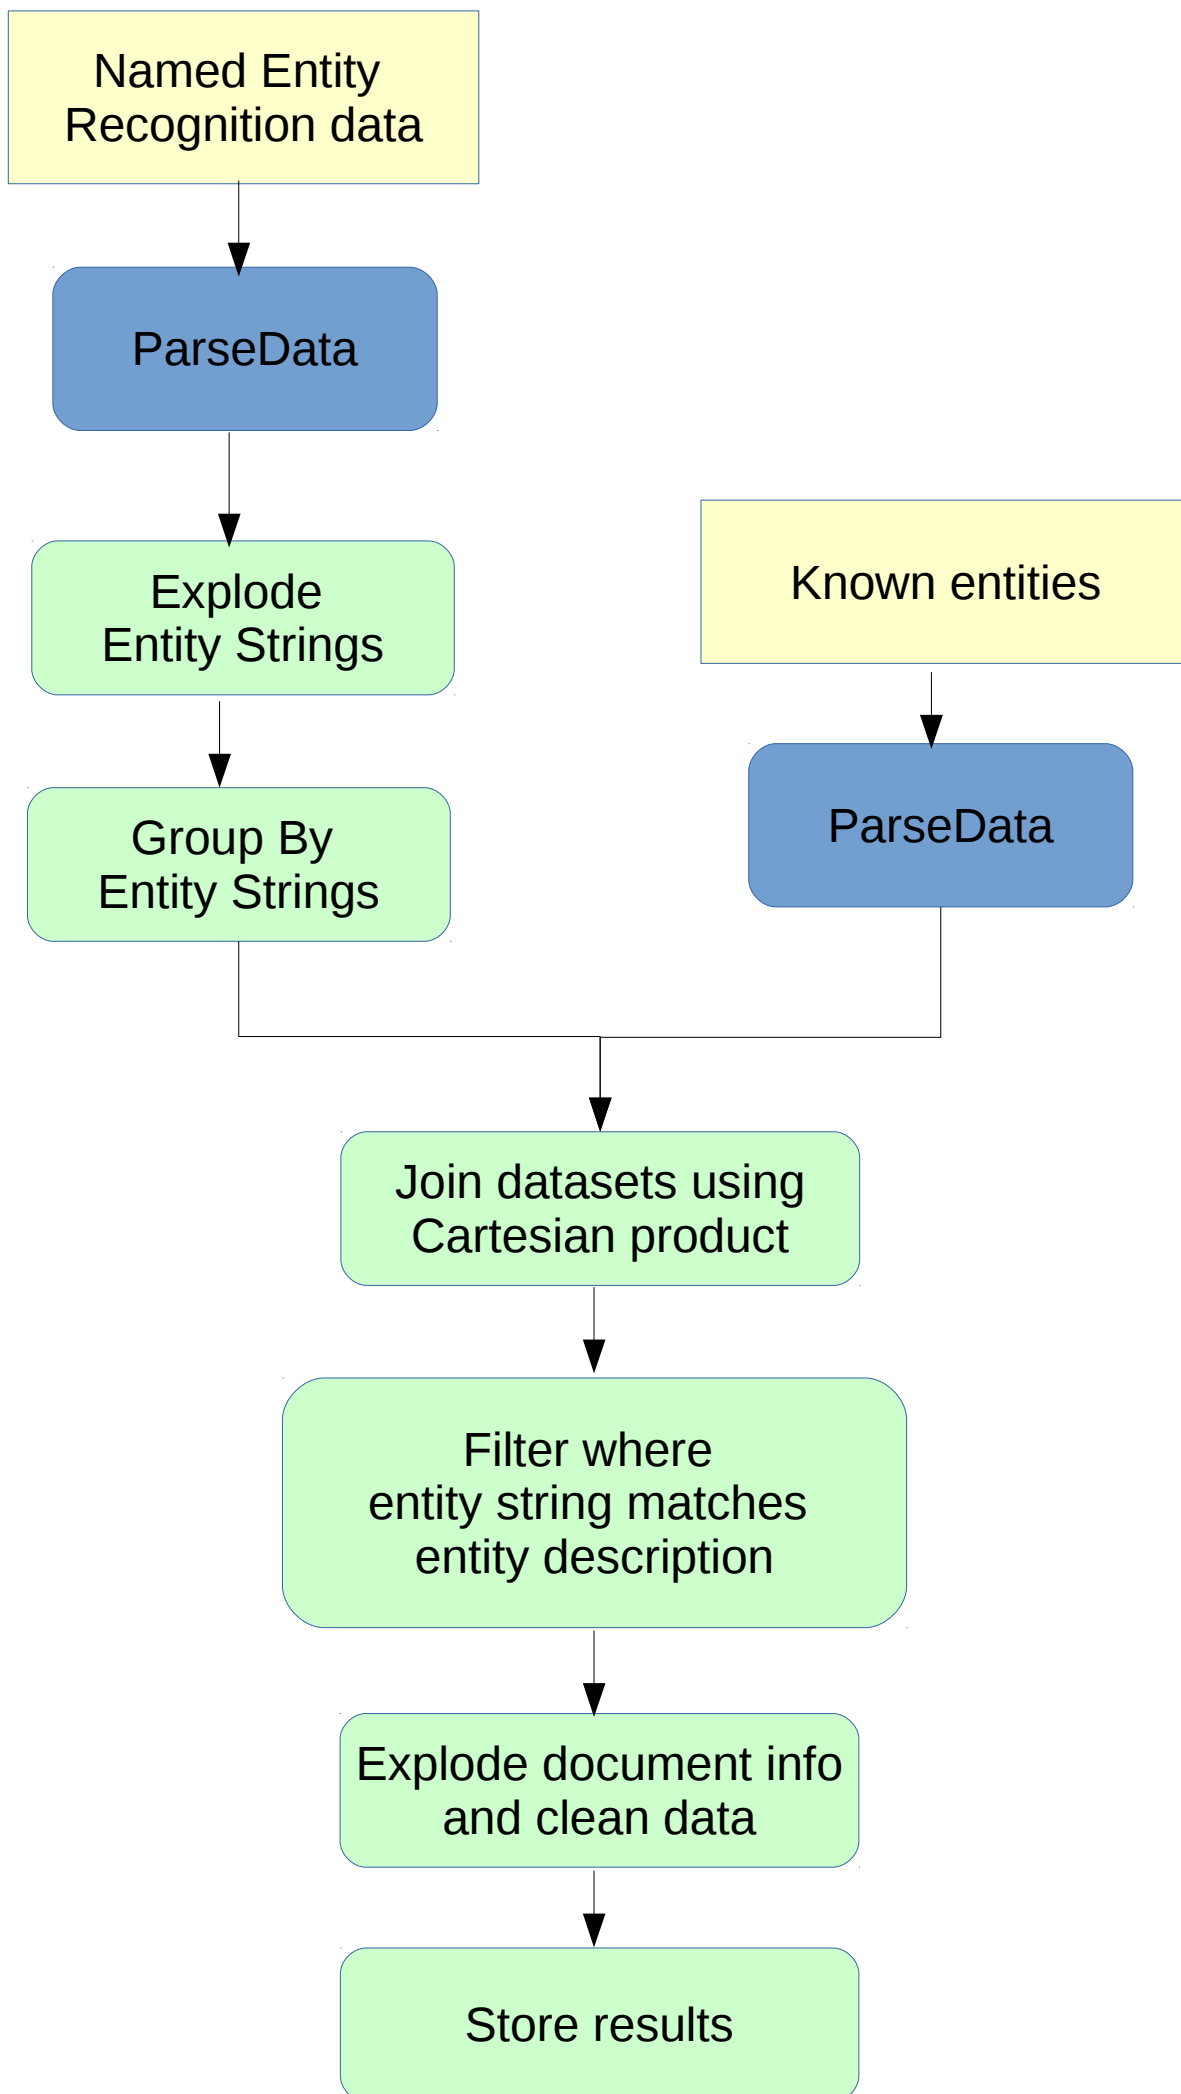 Named Entity
Recognition data
ParseData
Explode
Entity Strings
Known entities
Group By
Entity Strings
ParseData
Join datasets using
Cartesian product
Filter where
entity string matches
entity description
Explode document info
and clean data
Store results